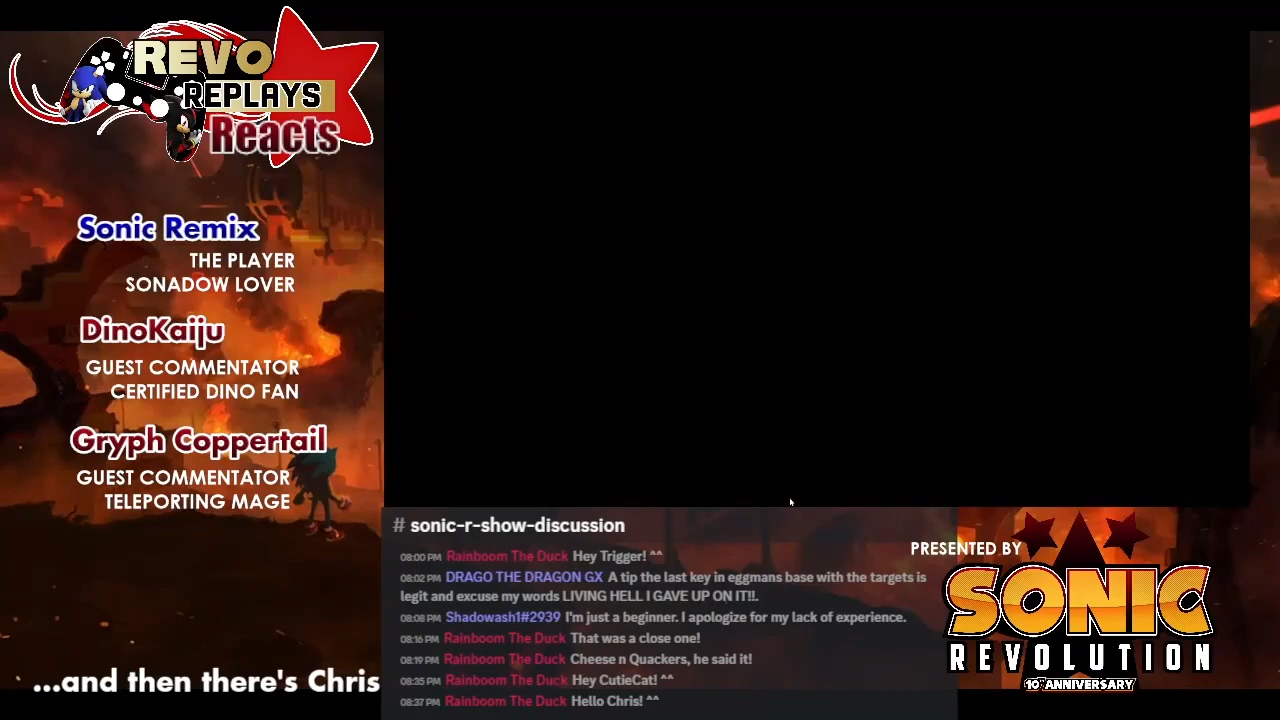 REVO
REPLAYS
Reacts
Sonic Remix
THE PLAYER
SONADOW LOVER
DinoKaiju
GUEST COMMENTATOR
CERTIFIED DINO FAN
Gryph Coppertail
GUEST COMMENTATOR
TELEPORTING MAGE
...and then there's Chris
# sonic-r-show-discussion
08:00 PM Rainboom The Duck Hey Trigger! ^^
08:02 PM DRAGO THE DRAGON GX A tip the last key in eggmans base with the targets is
legit and excuse my words LIVING HELL I GAVE UP ON IT!!.
08:08 PM Shadowash1#2939 I'm just a beginner. I apologize for my lack of experience.
08:16 PM Rainboom The Duck That was a close one!
08:19 PM Rainboom The Duck Cheese n Quackers, he said it!
08:35 PM Rainboom The Duck Hey CutieCat! ^^
08:37 PM Rainboom The Duck Hello Chris! ^^
PRESENTED BY
SONIC
REVOLUTION
10TH ANNIVERSARY